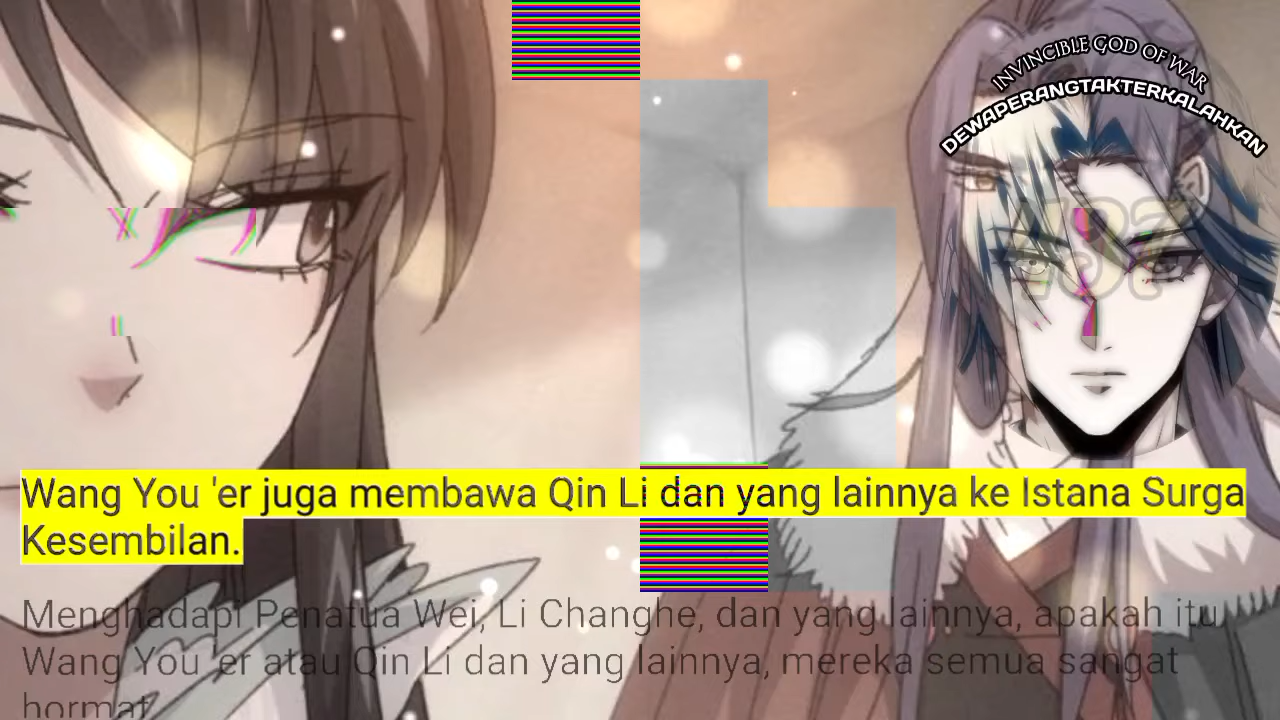 INVINCIBLE GOD OF WAR
DEWAPERANGTAKTERKALAHKAN
Wang You 'er juga membawa Qin Li dan yang lainnya ke Istana Surga
Kesembilan.
Menghadapi Penatua Wei, Li Changhe, dan yang lainnya, apakah itu
Wang You 'er atau Qin Li dan yang lainnya, mereka semua sangat
hormat